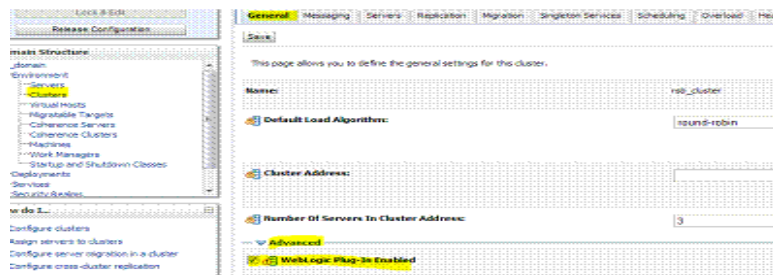 Lock & Edit
Release Configuration
main Structure
_domain
Environment
Servers
Clusters
Virtual Hosts
Migratable Targets
Coherence Servers
Coherence Clusters
Machines
Work Managers
Startup and Shutdown Classes
Deployments
Services
Security Realms
w do I...
Configure clusters
Assign servers to clusters
Configure server migration in a cluster
Configure cross-cluster replication
General Messaging Servers Replication Migration Singleton Services Scheduling Overload Hea
Save
This page allows you to define the general settings for this cluster.
Name: _cluster
Default Load Algorithm: round-robin
Cluster Address:
Number Of Servers In Cluster Address: 3
Advanced
WebLogic Plug-In Enabled